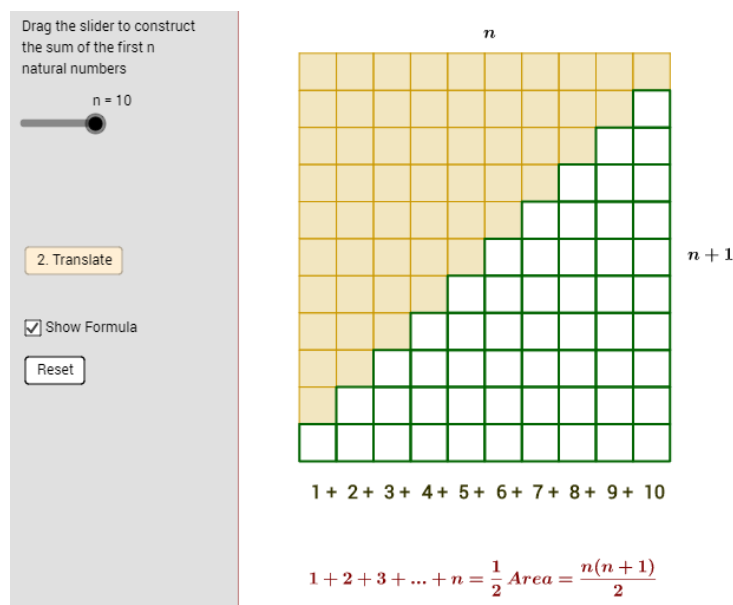 Drag the slider to construct
the sum of the first n
natural numbers
n = 10
2. Translate
Show Formula
Reset
n
n + 1
1 + 2 + 3 + 4 + 5 + 6 + 7 + 8 + 9 + 10
1 + 2 + 3 + ... + n = 1/2 Area = n(n + 1)/2